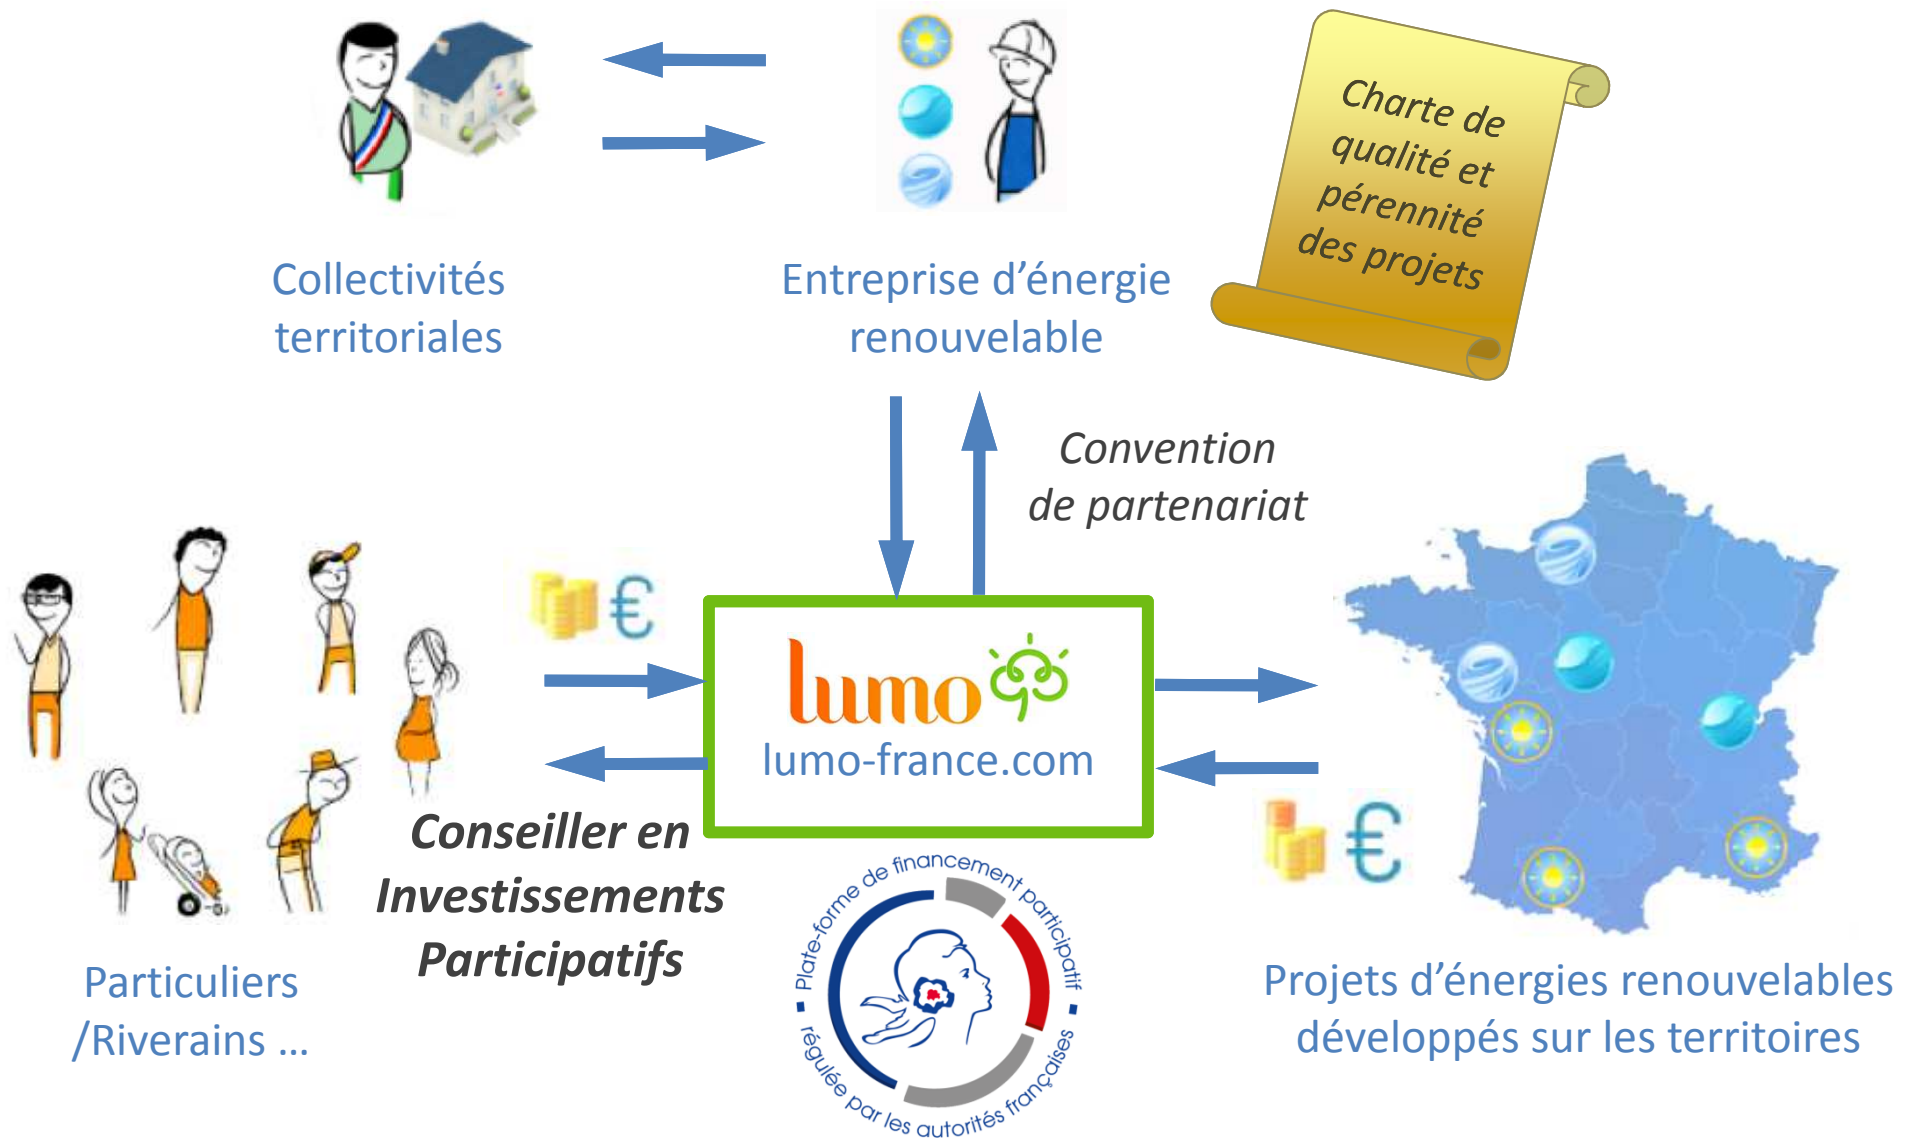 Collectivités
territoriales
Entreprise d’énergie
renouvelable
Charte de
qualité et
pérennité
des projets
Convention
de partenariat
€
lumo
lumo-france.com
€
Conseiller en
Investissements
Participatifs
Particuliers
/Riverains ...
Plate-forme de financement participatif
régulée par les autorités françaises
Projets d’énergies renouvelables
développés sur les territoires